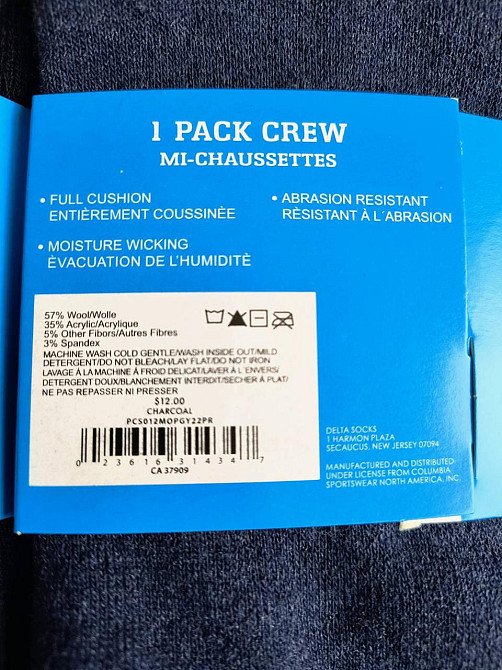 1 PACK CREW
MI-CHAUSSETTES
• FULL CUSHION
ENTIÈREMENT COUSSINÉE
• ABRASION RESISTANT
RÈSISTANT À L´ABRASION
• MOISTURE WICKING
ÈVACUATION DE L'HUMIDITÈ
57% Wool/Wolle
35% Acrylic/Acrylique
5% Other Fibors/Autres Fibres
3% Spandex
MACHINE WASH COLD GENTLE/WASH INSIDE OUT/MILD
DETERGENT/DO NOT BLEACH/LAY FLAT/DO NOT IRON
LAVAGE À LA MACHINE À FROID DELICAT/LAVER À L'ENVERS/
DETERGENT DOUX/BLANCHEMENT INTERDIT/SÉCHER À PLAT/
NE PAS REPASSER NI PRESSER
$12.00
CHARCOAL
PCS012MOPGY22PR
0 23616 31434 7
CA 37909
DELTA SOCKS
1 HARMON PLAZA
SECAUCUS, NEW JERSEY 07094
MANUFACTURED AND DISTRIBUTED
UNDER LICENSE FROM COLUMBIA
SPORTSWEAR NORTH AMERICA, INC.